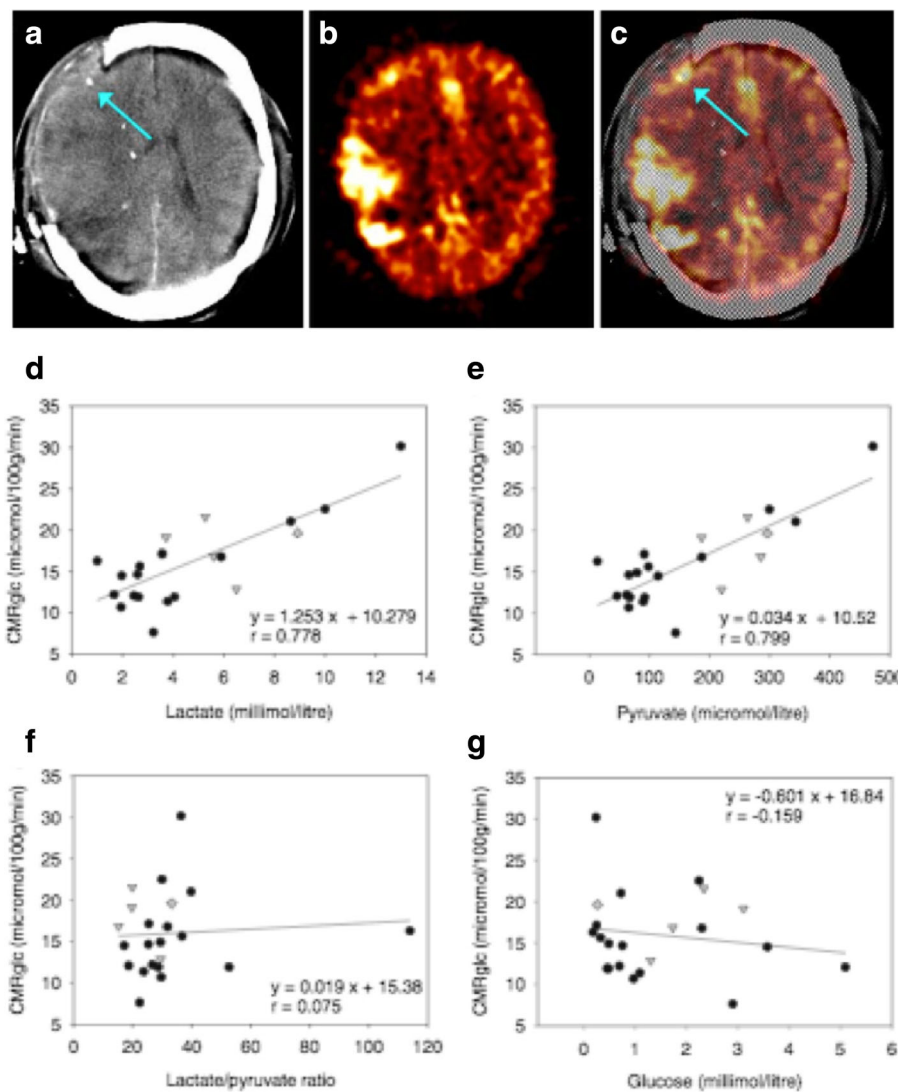 a
b
c
d
35
30
25
20
15
10
5
CMRglc (micromol/100g/min)
y = 1.253 x + 10.279
r = 0.778
0 2 4 6 8 10 12 14
Lactate (millimol/litre)
e
35
30
25
20
15
10
5
CMRglc (micromol/100g/min)
y = 0.034 x + 10.52
r = 0.799
0 100 200 300 400 500
Pyruvate (micromol/litre)
f
35
30
25
20
15
10
5
CMRglc (micromol/100g/min)
y = 0.019 x + 15.38
r = 0.075
0 20 40 60 80 100 120
Lactate/pyruvate ratio
g
35
30
25
20
15
10
5
CMRglc (micromol/100g/min)
y = -0.601 x + 16.84
r = -0.159
0 1 2 3 4 5 6
Glucose (millimol/litre)